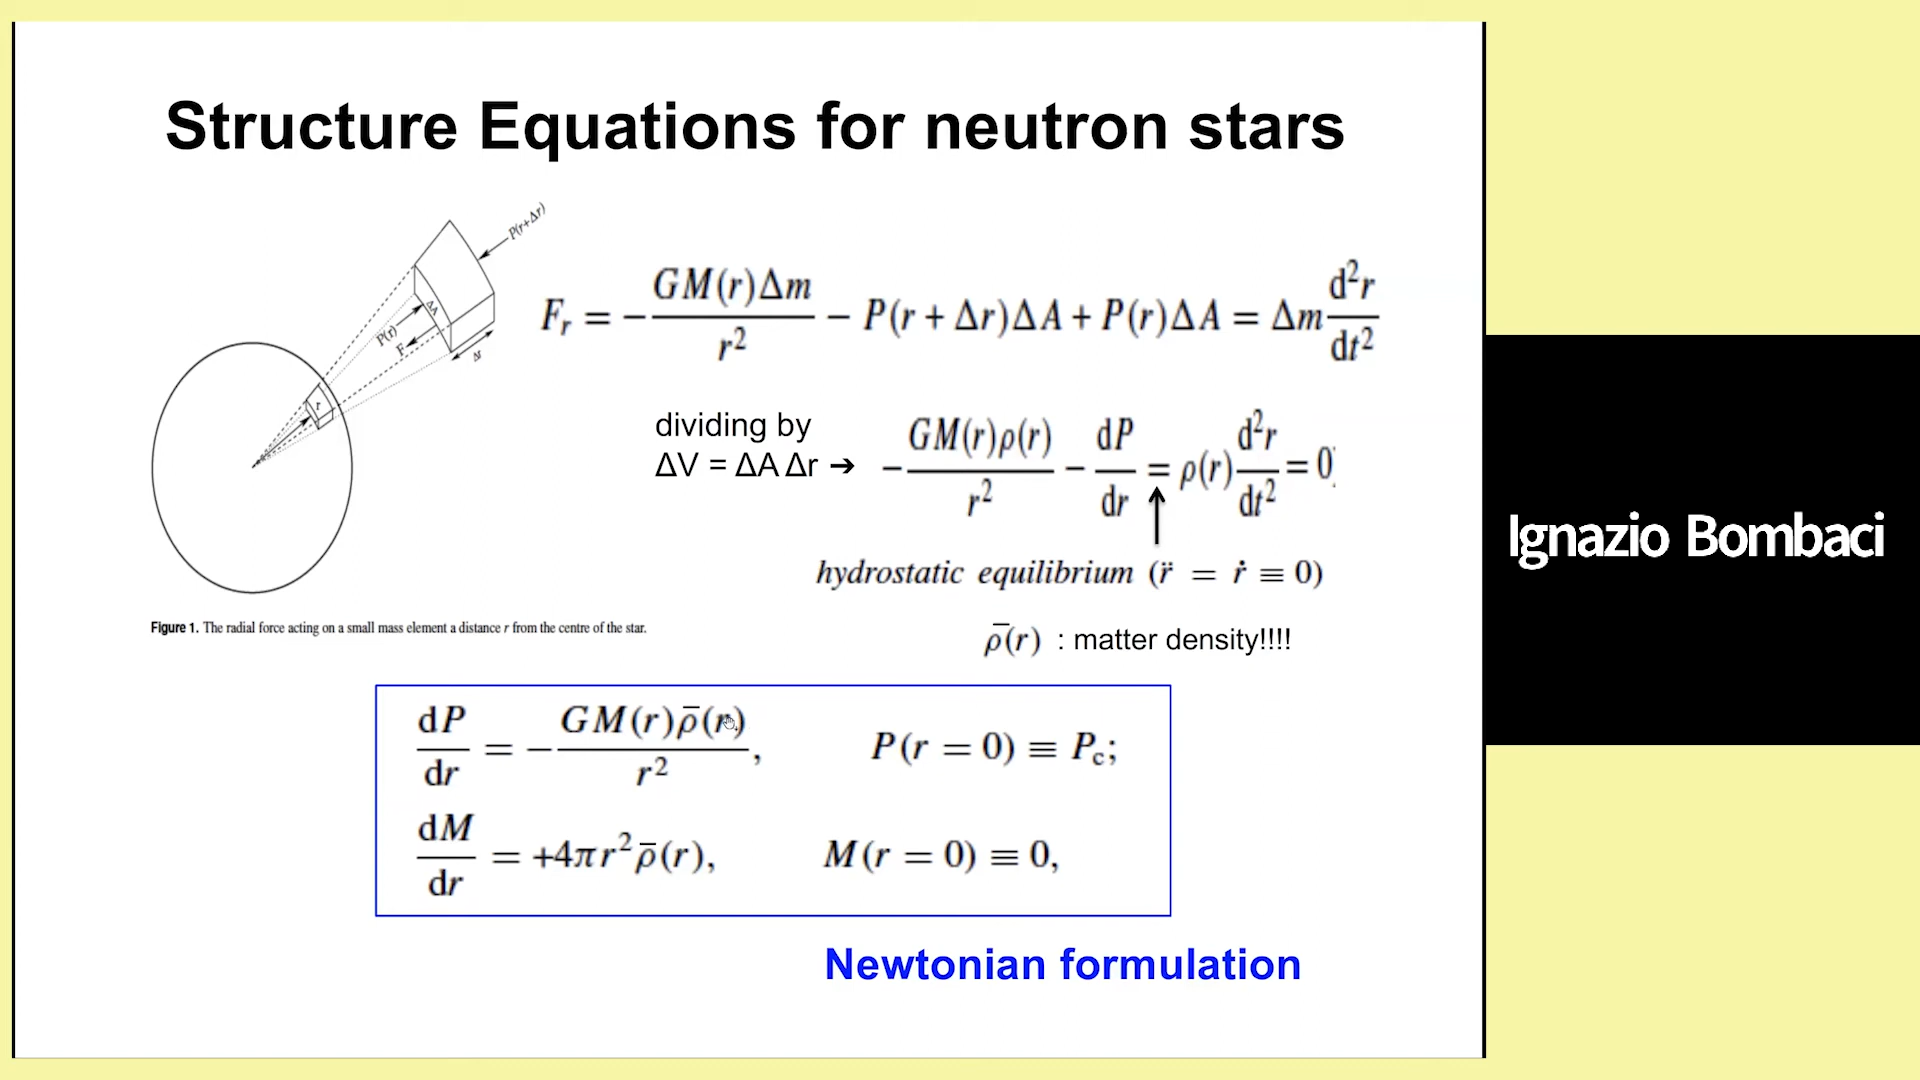 Structure Equations for neutron stars
P(r+Δr)
ΔA
P(r)
F
Δr
r
F_r = − GM(r)Δm / r² − P(r + Δr)ΔA + P(r)ΔA = Δm d²r / dt²
dividing by
ΔV = ΔA Δr ➔
− GM(r)ρ(r) / r² − dP / dr = ρ(r) d²r / dt² = 0
hydrostatic equilibrium (r̈ = ṙ ≡ 0)
Figure 1. The radial force acting on a small mass element a distance r from the centre of the star.
ρ̄(r) : matter density!!!!
dP / dr = − GM(r)ρ̄(r) / r², P(r = 0) ≡ P_c;
dM / dr = +4πr²ρ̄(r), M(r = 0) ≡ 0,
Newtonian formulation
Ignazio Bombaci